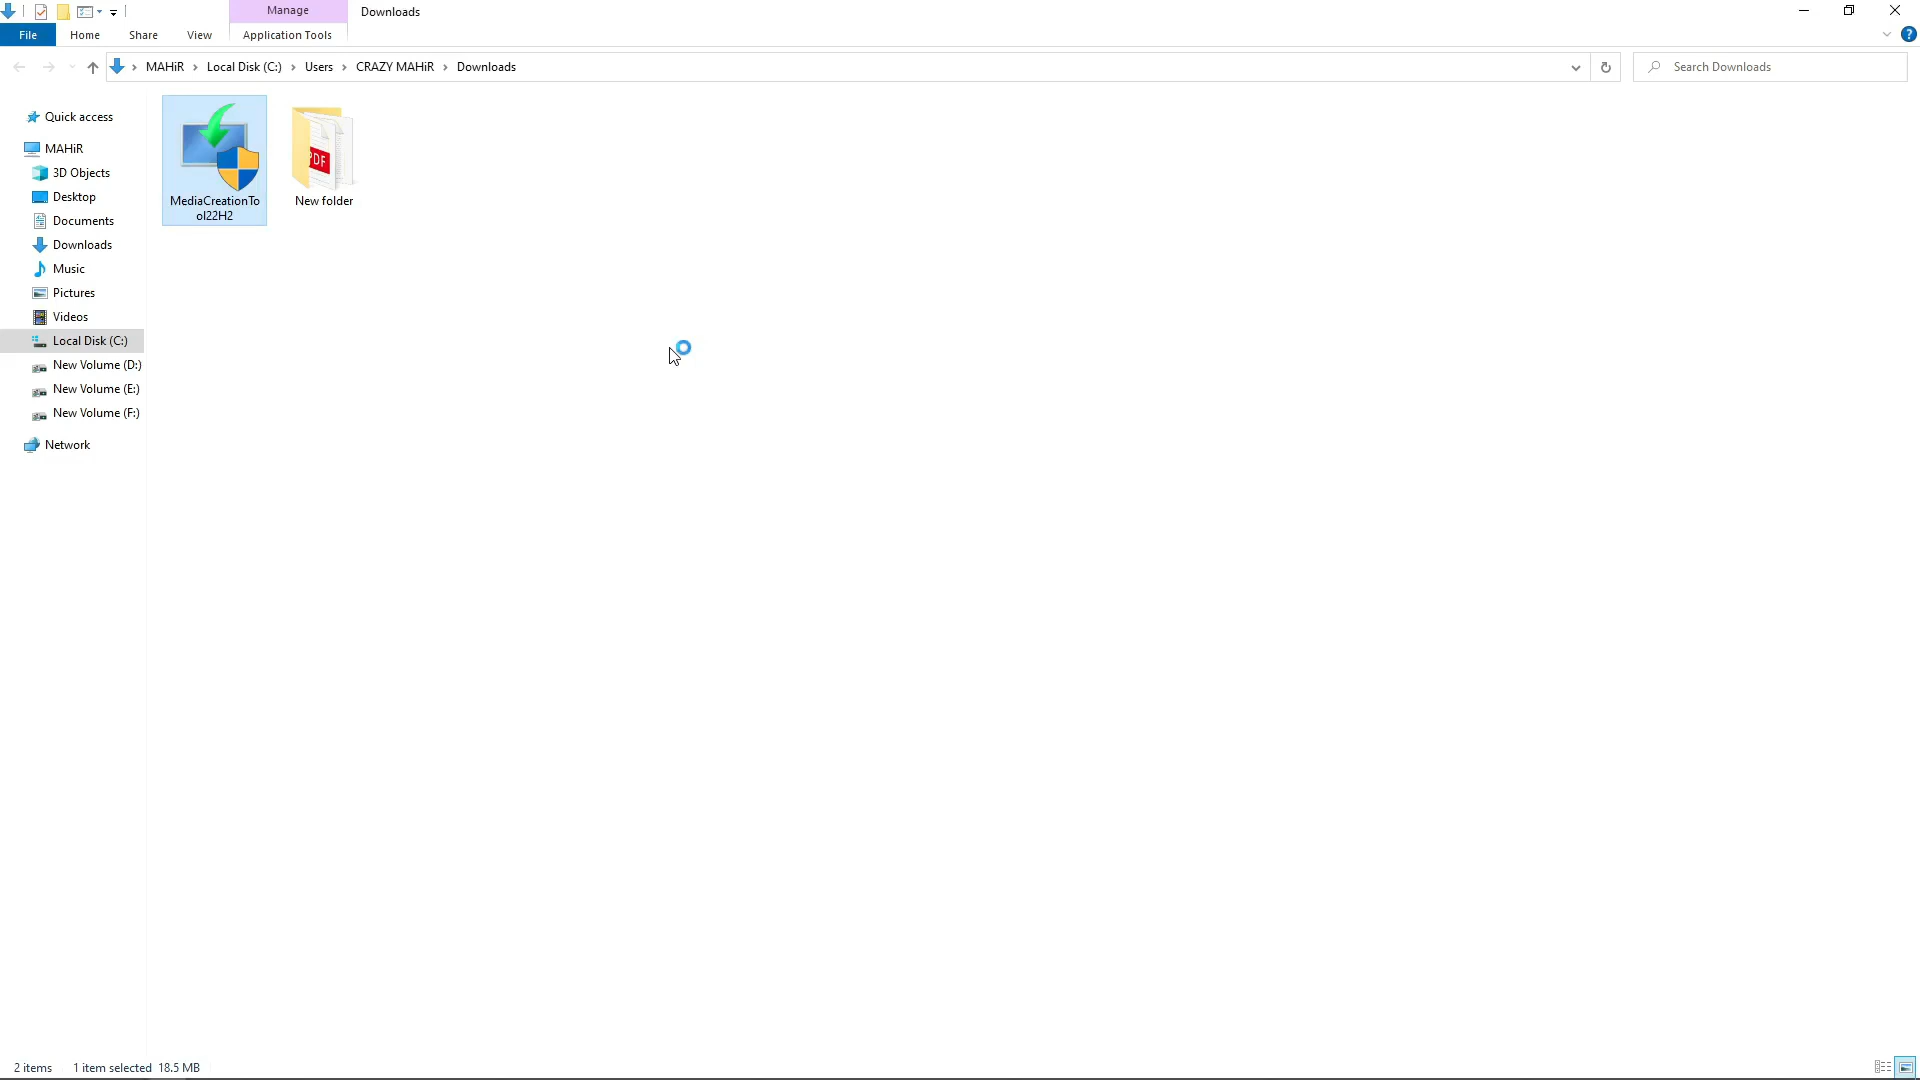 Manage
Downloads
File
Home
Share
View
Application Tools
MAHiR
Local Disk (C:)
Users
CRAZY MAHiR
Downloads
Search Downloads
Quick access
MAHiR
3D Objects
Desktop
Documents
Downloads
Music
Pictures
Videos
Local Disk (C:)
New Volume (D:)
New Volume (E:)
New Volume (F:)
Network
MediaCreationTo
ol22H2
PDF
New folder
2 items
1 item selected 18.5 MB